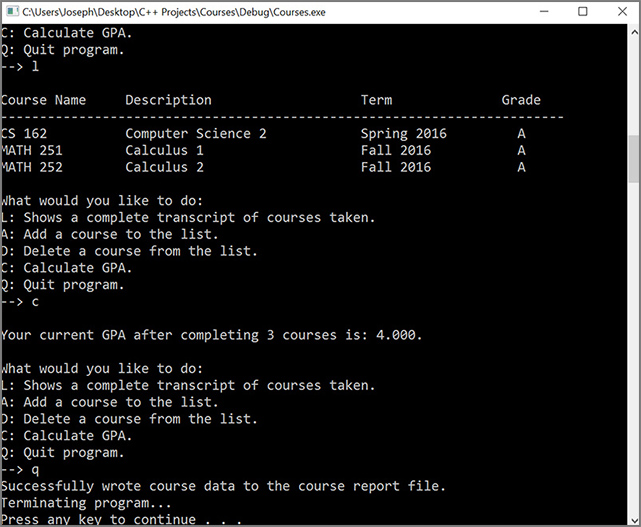 C:\Users\Joseph\Desktop\C++ Projects\Courses\Debug\Courses.exe
C: Calculate GPA.
Q: Quit program.
--> l
Course Name Description Term Grade
------------------------------------------------------------------------
CS 162 Computer Science 2 Spring 2016 A
MATH 251 Calculus 1 Fall 2016 A
MATH 252 Calculus 2 Fall 2016 A
What would you like to do:
L: Shows a complete transcript of courses taken.
A: Add a course to the list.
D: Delete a course from the list.
C: Calculate GPA.
Q: Quit program.
--> c
Your current GPA after completing 3 courses is: 4.000.
What would you like to do:
L: Shows a complete transcript of courses taken.
A: Add a course to the list.
D: Delete a course from the list.
C: Calculate GPA.
Q: Quit program.
--> q
Successfully wrote course data to the course report file.
Terminating program...
Press any key to continue . . .